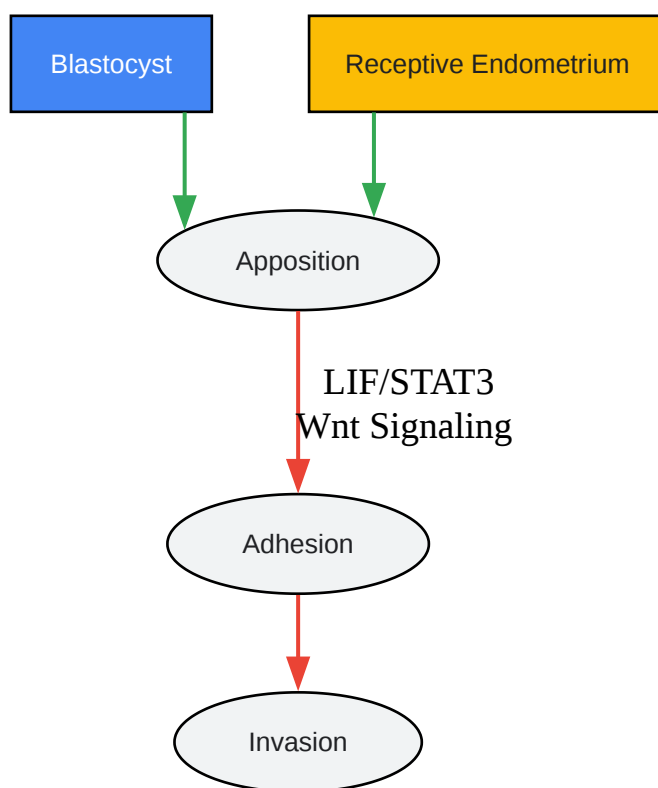 Blastocyst
Receptive Endometrium
Apposition
LIF/STAT3
Wnt Signaling
Adhesion
Invasion